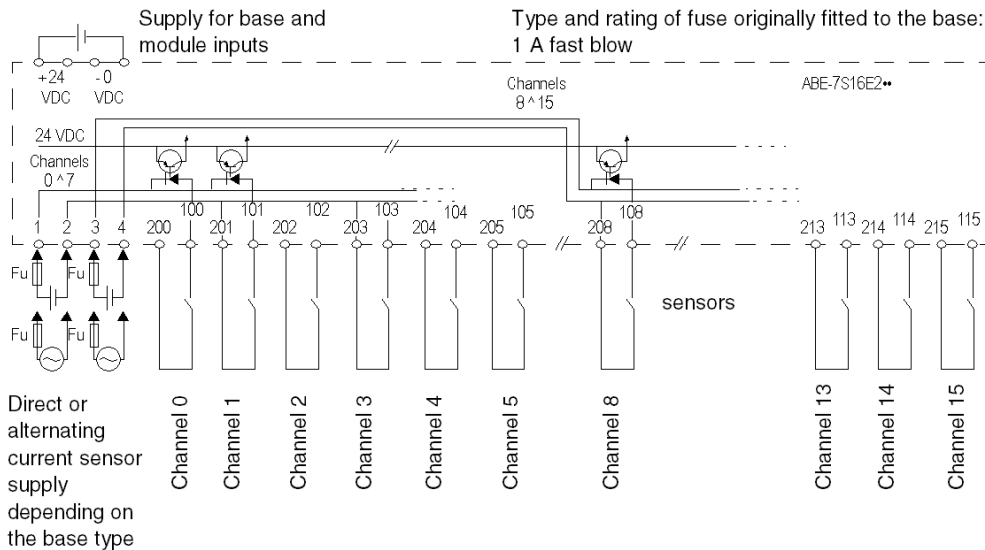 Supply for base and
module inputs
Type and rating of fuse originally fitted to the base:
1 A fast blow
+24
VDC
-0
VDC
Channels
8^15
ABE-7S16E2••
24 VDC
Channels
0^7
1 2 3 4 200 100 201 101 202 102 203 103 204 104 205 105 208 108 213 113 214 114 215 115
Fu Fu
sensors
Fu Fu
Direct or
alternating
current sensor
supply
depending on
the base type
Channel 0
Channel 1
Channel 2
Channel 3
Channel 4
Channel 5
Channel 8
Channel 13
Channel 14
Channel 15